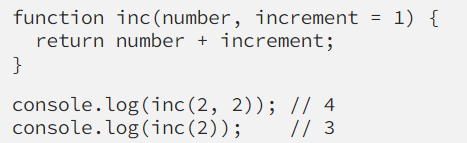 function inc(number, increment = 1) {
  return number + increment;
}
console.log(inc(2, 2)); // 4
console.log(inc(2));    // 3